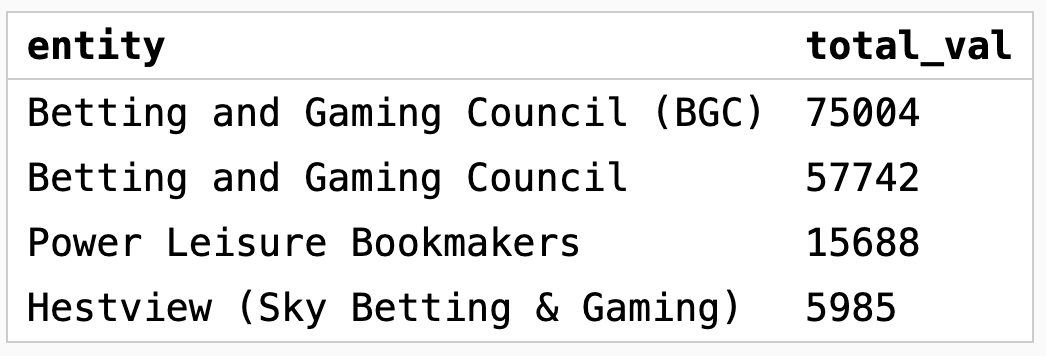 entity total_val
Betting and Gaming Council (BGC) 75004
Betting and Gaming Council 57742
Power Leisure Bookmakers 15688
Hestview (Sky Betting & Gaming) 5985